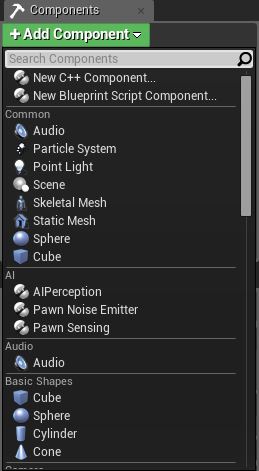 Components
+ Add Component
Search Components
New C++ Component...
New Blueprint Script Component...
Common
Audio
Particle System
Point Light
Scene
Skeletal Mesh
Static Mesh
Sphere
Cube
AI
AIPerception
Pawn Noise Emitter
Pawn Sensing
Audio
Audio
Basic Shapes
Cube
Sphere
Cylinder
Cone